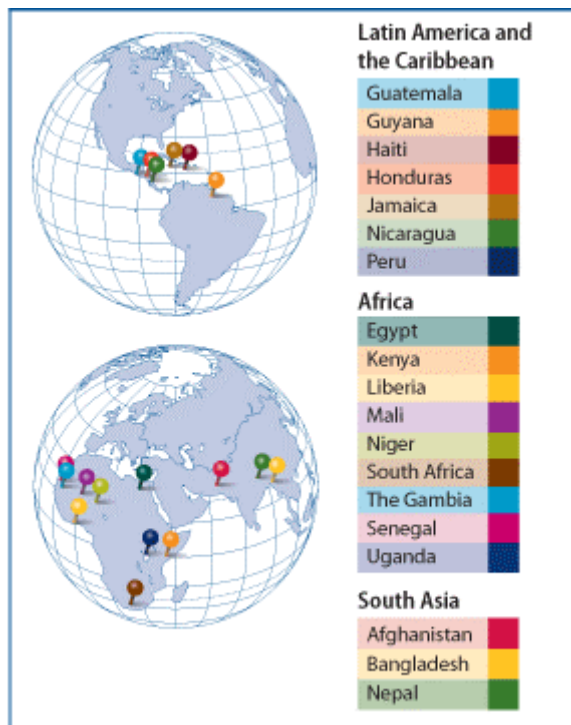 Latin America and
the Caribbean
Guatemala
Guyana
Haiti
Honduras
Jamaica
Nicaragua
Peru
Africa
Egypt
Kenya
Liberia
Mali
Niger
South Africa
The Gambia
Senegal
Uganda
South Asia
Afghanistan
Bangladesh
Nepal